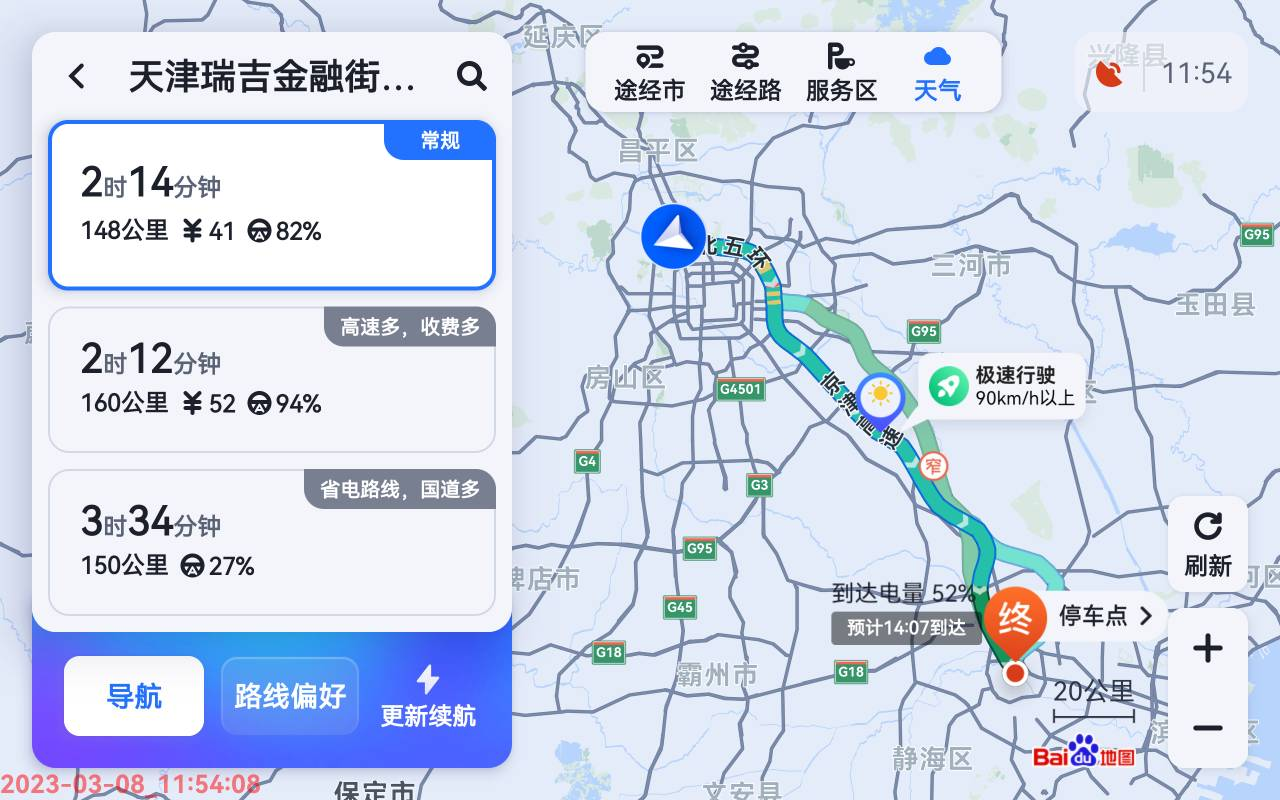 天津瑞吉金融街...
常规
2时14分钟
148公里 ¥ 41 82%
高速多，收费多
2时12分钟
160公里 ¥ 52 94%
省电路线，国道多
3时34分钟
150公里 27%
导航
路线偏好
更新续航
2023-03-08_11:54:08
途经市
途经路
服务区
天气
11:54
延庆区
兴隆县
昌平区
北五环
G95
三河市
玉田县
G95
房山区
G4501
京津高速
极速行驶
90km/h以上
窄
G4
G3
G95
碑店市
G45
G18
霸州市
G18
到达电量 52%
预计14:07到达
终
停车点
刷新
20公里
Bai du 地图
静海区
文安县
保定市